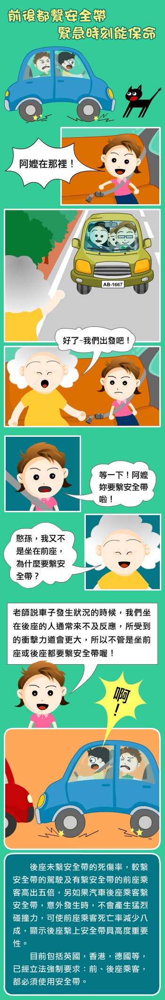 前後都繫安全帶
緊急時刻能保命
阿嬤在那裡！
AB-1667
好了~我們出發吧！
等一下！阿嬤
妳要繫安全帶
啦！
憨孫，我又不
是坐在前座，
為什麼要繫安
全帶？
老師説車子發生狀況的時候，我們坐
在後座的人通常來不及反應，所受到
的衝擊力道會更大，所以不管是坐前
座或後座都要繫安全帶喔！
啊！
後座未繫安全帶的死傷率，較繫
安全帶的駕駛及有繫安全帶的前座乘
客高出五倍，另如果汽車後座乘客繫
安全帶，意外發生時，不會產生猛烈
碰撞力，可使前座乘客死亡率減少八
成，顯示後座繫上安全帶具高度重要
性。
目前包括英國，香港，德國等，
已經立法強制要求：前、後座乘客，
都必須使用安全帶。